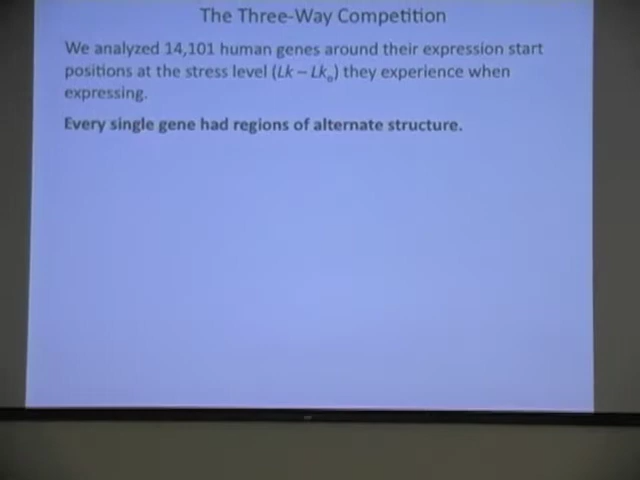 The Three-Way Competition
We analyzed 14,101 human genes around their expression start
positions at the stress level (Lk – Lkₒ) they experience when
expressing.
Every single gene had regions of alternate structure.